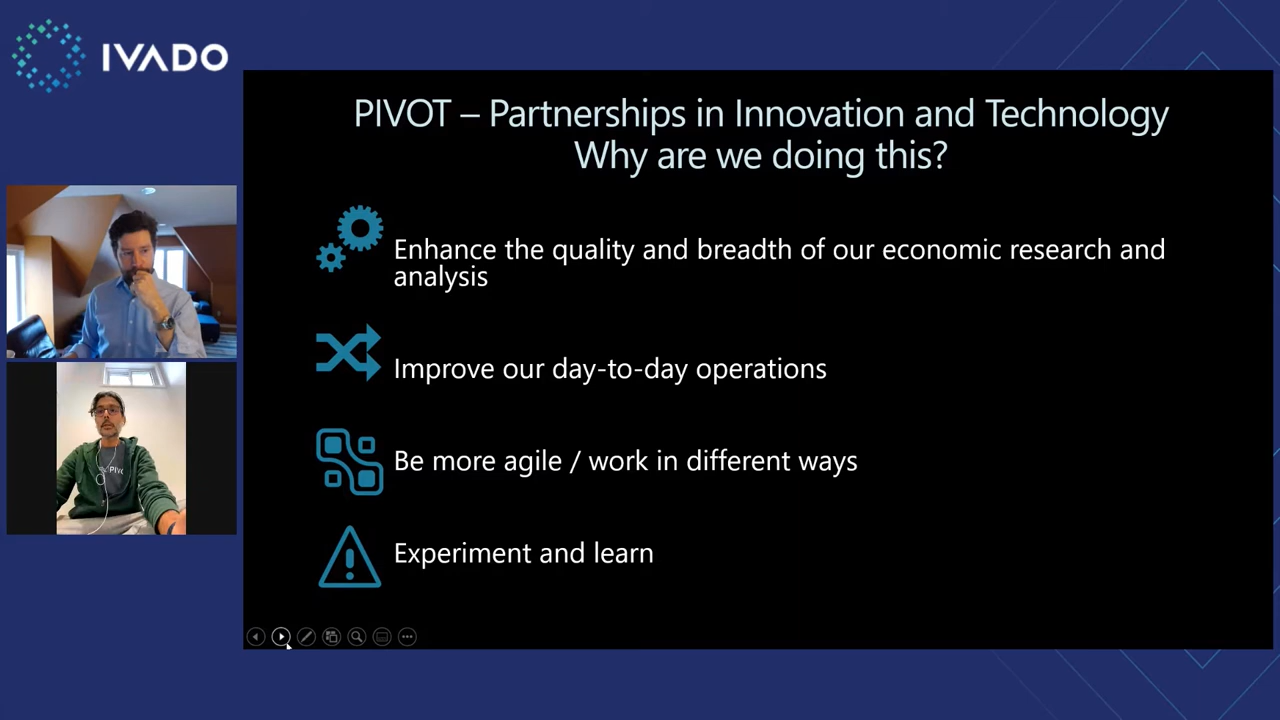 IVADO
PIVOT – Partnerships in Innovation and Technology
Why are we doing this?
Enhance the quality and breadth of our economic research and
analysis
Improve our day-to-day operations
Be more agile / work in different ways
Experiment and learn